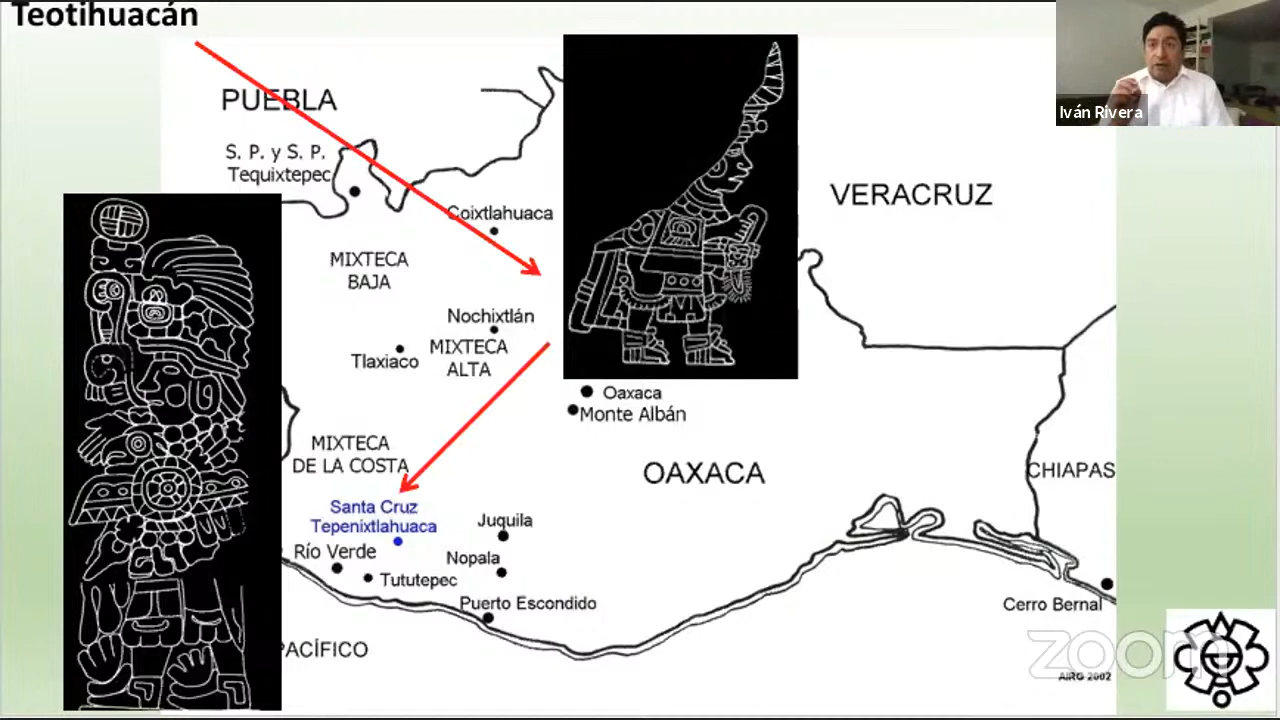 Teotihuacán
Iván Rivera
PUEBLA
S. P. y S. P.
Tequixtepec
VERACRUZ
Coixtlahuaca
MIXTECA
BAJA
Nochixtlán
MIXTECA
ALTA
Tlaxiaco
Oaxaca
Monte Albán
MIXTECA
DE LA COSTA
OAXACA
CHIAPAS
Santa Cruz
Tepenixtlahuaca
Juquila
Río Verde
Nopala
Tututepec
Puerto Escondido
Cerro Bernal
PACÍFICO
zoom
AIRG 2002